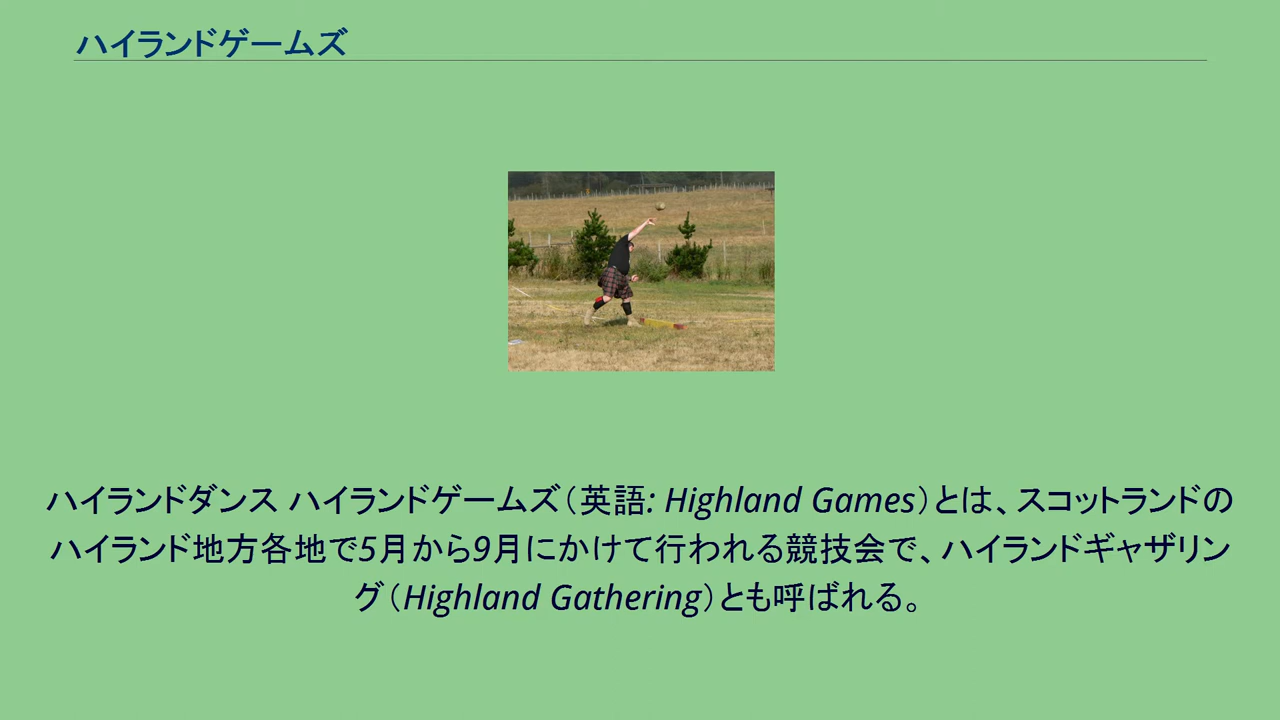 ハイランドゲームズ
ハイランドダンス ハイランドゲームズ（英語: Highland Games）とは、スコットランドの
ハイランド地方各地で5月から9月にかけて行われる競技会で、ハイランドギャザリン
グ（Highland Gathering）とも呼ばれる。